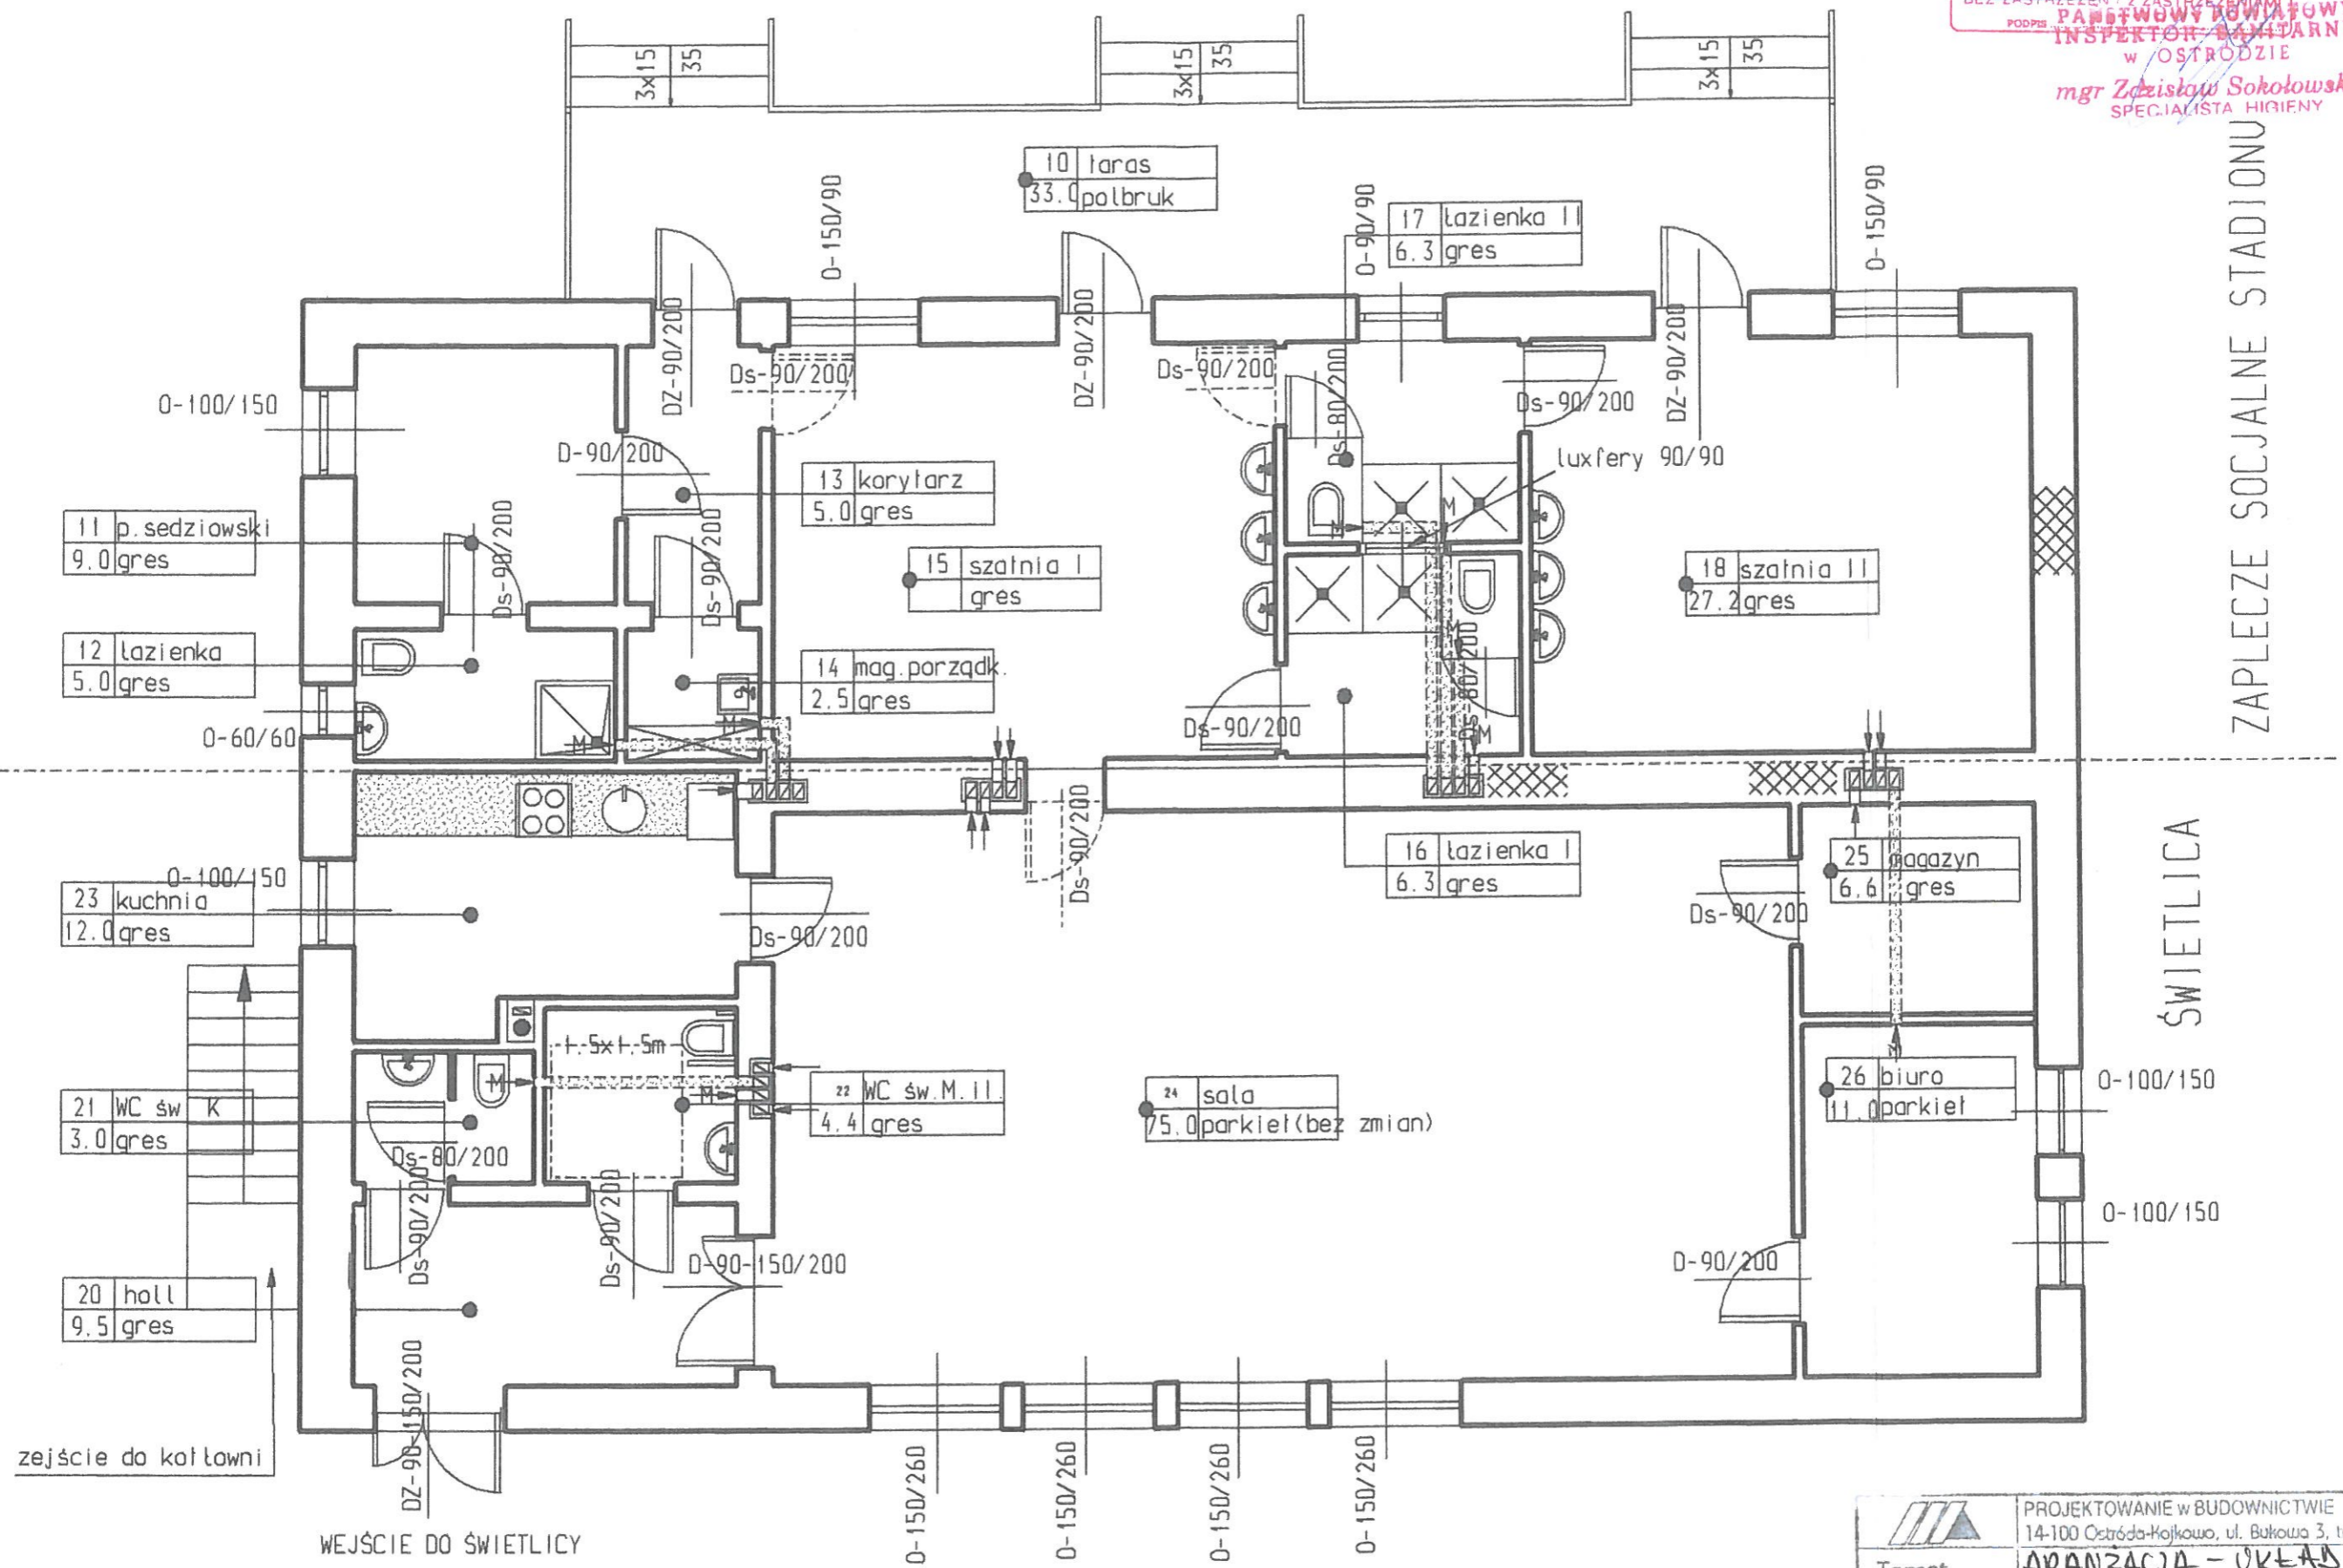 PODPIS PAŃSTWOWY POWIATOWY
INSPEKTOR SANITARN
w OSTRÓDZIE
mgr Zdzisław Sokołowsk
SPECJALISTA HIGIENY
3x15 35
3x15 35
3x15 35
10 taras
33.0 polbruk
O-150/90
O-90/90
17 łazienka II
6.3 gres
O-150/90
ZAPLECZE SOCJALNE STADIONU
DZ-90/200
Ds-90/200
DZ-90/200
Ds-90/200
Ds-80/200
Ds-90/200
DZ-90/200
O-100/150
D-90/200
luxfery 90/90
13 korytarz
5.0 gres
11 p.sedziowski
9.0 gres
Ds-90/200
Ds-90/200
15 szatnia I
gres
M
M
18 szatnia II
27.2 gres
12 łazienka
5.0 gres
14 mag.porządk.
2.5 gres
M
Ds-80/200
O-60/60
M
M
Ds-90/200
M
Ds-90/200
16 łazienka I
6.3 gres
25 magazyn
6.6 gres
ŚWIETLICA
O-100/150
23 kuchnia
12.0 gres
Ds-90/200
Ds-90/200
1.5x1.5m
M
M
M
21 WC św K
3.0 gres
22 WC św.M.iI.
4.4 gres
24 sala
75.0 parkiet(bez zmian)
26 biuro
11.0 parkiet
O-100/150
Ds-80/200
Ds-90/200
Ds-90/200
O-100/150
D-90-150/200
D-90/200
20 holl
9.5 gres
DZ-90-150/200
zejście do kotłowni
O-150/260
O-150/260
O-150/260
O-150/260
WEJŚCIE DO ŚWIETLICY
PROJEKTOWANIE w BUDOWNICTWIE
14-100 Ostróda-Kajkowo, ul. Bukowa 3, t
Temat
ARANŻACJA - UKŁAD